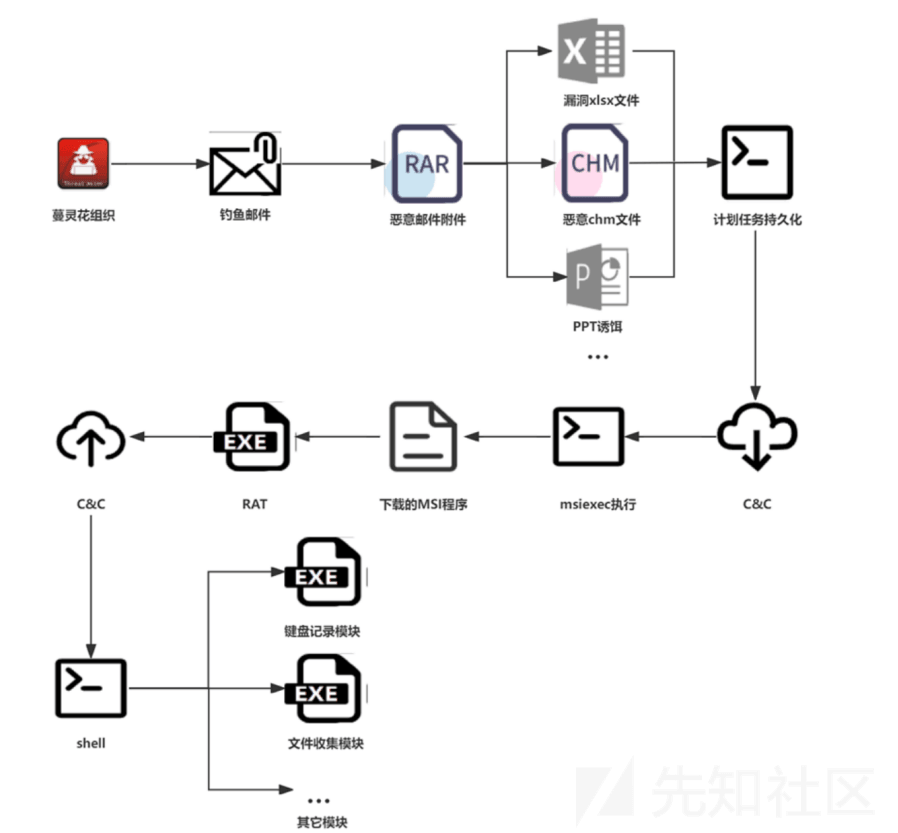 X
漏洞xlsx文件
Threat Actor
蔓灵花组织
钓鱼邮件
RAR
恶意邮件附件
CHM
恶意chm文件
计划任务持久化
P
PPT诱饵
...
C&C
EXE
RAT
下载的MSI程序
msiexec执行
C&C
EXE
键盘记录模块
shell
EXE
文件收集模块
...
其它模块
先知社区